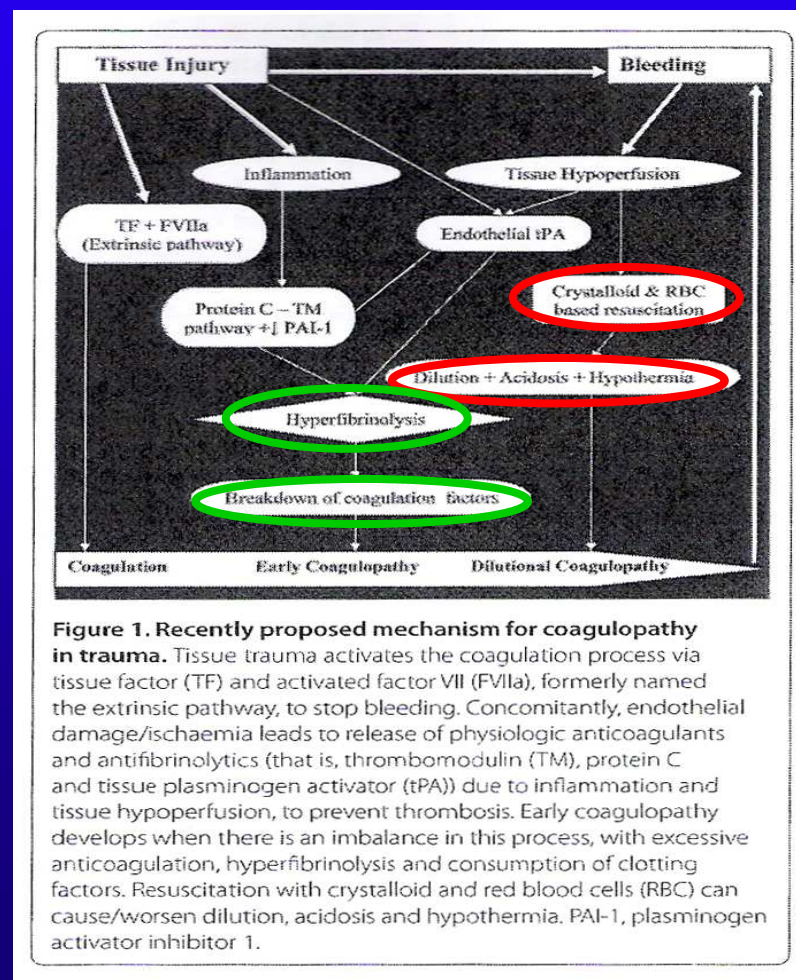 Tissue Injury
Bleeding
Inflammation
Tissue Hypoperfusion
TF + FVIIa
(Extrinsic pathway)
Endothelial tPA
Crystalloid & RBC
based resuscitation
Protein C – TM
pathway +↓ PAI-1
Dilution + Acidosis + Hypothermia
Hyperfibrinolysis
Breakdown of coagulation factors
Coagulation
Early Coagulopathy
Dilutional Coagulopathy
Figure 1. Recently proposed mechanism for coagulopathy
in trauma. Tissue trauma activates the coagulation process via
tissue factor (TF) and activated factor VII (FVIIa), formerly named
the extrinsic pathway, to stop bleeding. Concomitantly, endothelial
damage/ischaemia leads to release of physiologic anticoagulants
and antifibrinolytics (that is, thrombomodulin (TM), protein C
and tissue plasminogen activator (tPA)) due to inflammation and
tissue hypoperfusion, to prevent thrombosis. Early coagulopathy
develops when there is an imbalance in this process, with excessive
anticoagulation, hyperfibrinolysis and consumption of clotting
factors. Resuscitation with crystalloid and red blood cells (RBC) can
cause/worsen dilution, acidosis and hypothermia. PAI-1, plasminogen
activator inhibitor 1.